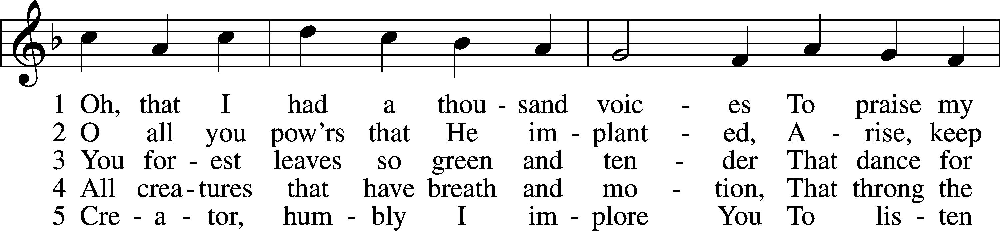 1 Oh, that I had a thou - sand voic - es To praise my
2 O all you pow'rs that He im - plant - ed, A - rise, keep
3 You for - est leaves so green and ten - der That dance for
4 All crea - tures that have breath and mo - tion, That throng the
5 Cre - a - tor, hum - bly I im - plore You To lis - ten